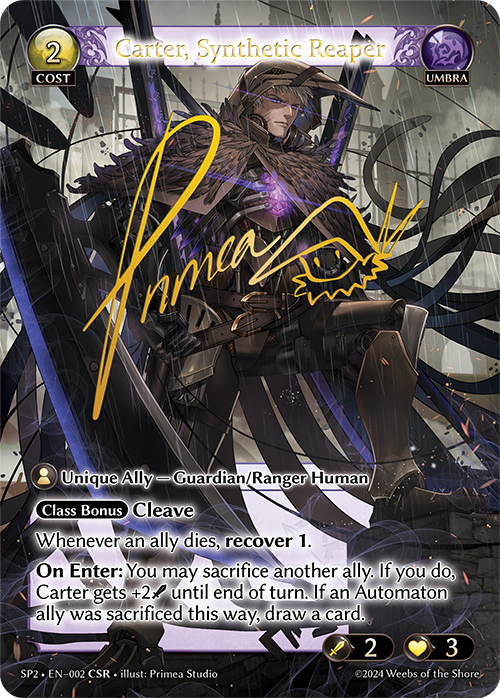 2
COST
Carter, Synthetic Reaper
UMBRA
Primea
Unique Ally — Guardian/Ranger Human
Class Bonus Cleave
Whenever an ally dies, recover 1.
On Enter: You may sacrifice another ally. If you do,
Carter gets +2 until end of turn. If an Automaton
ally was sacrificed this way, draw a card.
2
3
SP2 • EN-002 CSR • illust: Primea Studio
©2024 Weebs of the Shore